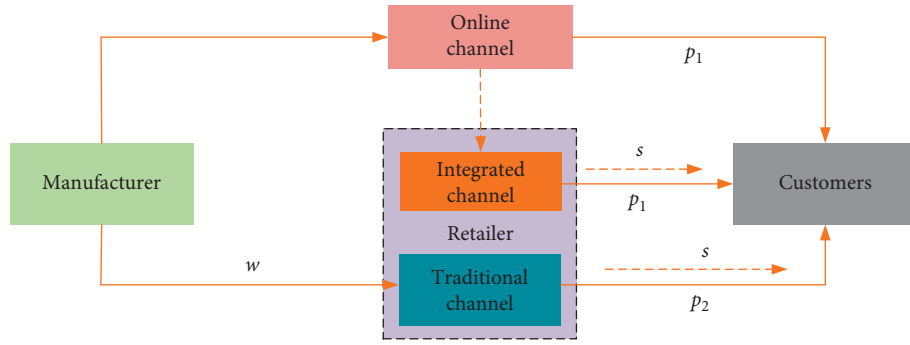 Online
channel
p1
s
Manufacturer
Integrated
channel
Customers
p1
Retailer
w
s
Traditional
channel
p2